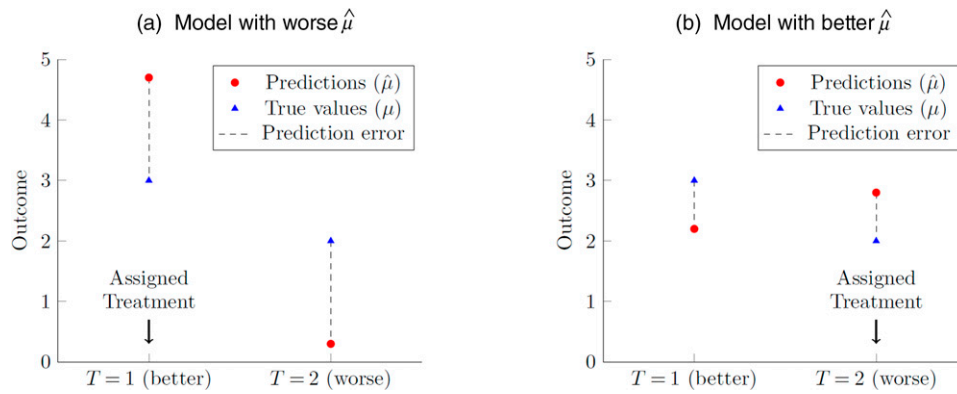 (a) Model with worse μ̂
5
4
3
2
1
0
Outcome
Predictions (μ̂)
True values (μ)
Prediction error
Assigned
Treatment
T = 1 (better)
T = 2 (worse)
(b) Model with better μ̂
5
4
3
2
1
0
Outcome
Predictions (μ̂)
True values (μ)
Prediction error
Assigned
Treatment
T = 1 (better)
T = 2 (worse)